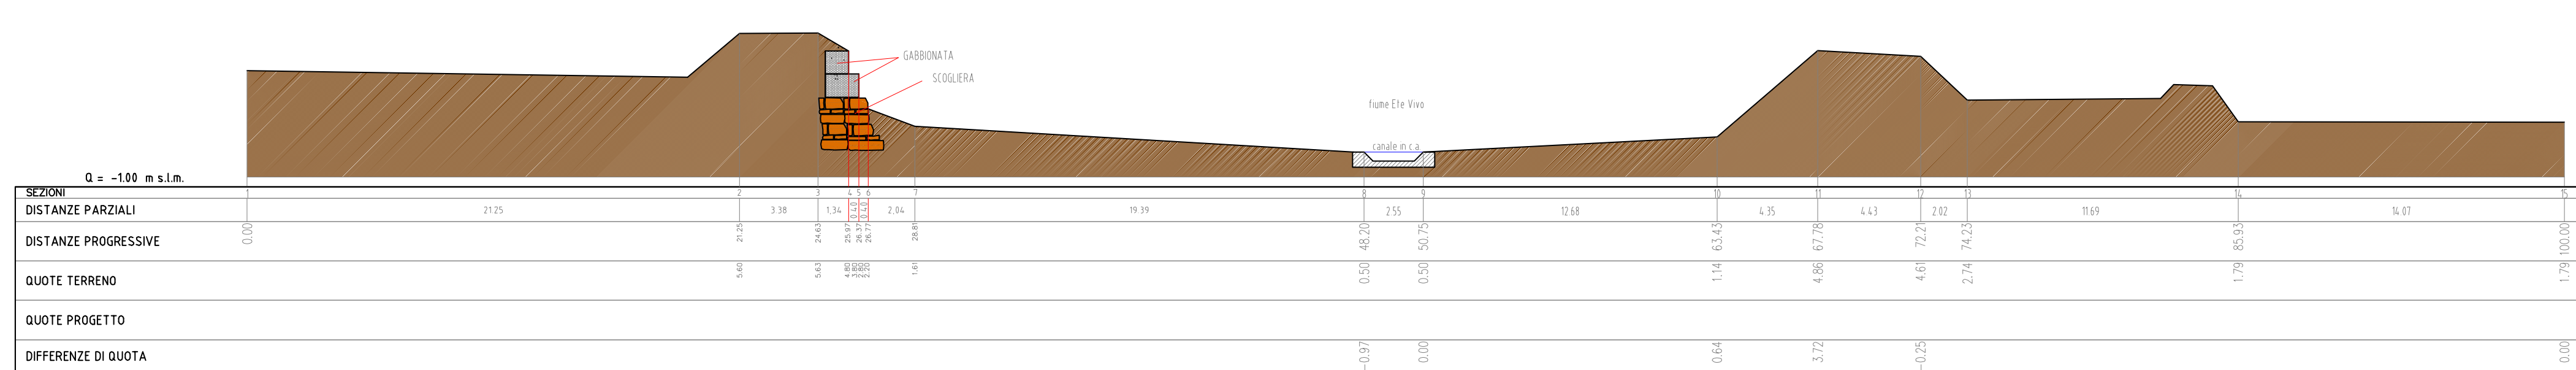 GABBIONATA
SCOGLIERA
fiume Ete Vivo
canale in c.a.
Q = -1.00 m s.l.m.
SEZIONI 1 2 3 4 5 6 7 8 9 10 11 12 13 14 15
DISTANZE PARZIALI 21.25 3.38 1,34 0.40 0.40 2,04 19.39 2.55 12.68 4.35 4.43 2.02 11.69 14.07
DISTANZE PROGRESSIVE 0.00 21.25 24.63 25.97 26.37 26.77 28.81 48.20 50.75 63.43 67.78 72.21 74.23 85.93 100.00
QUOTE TERRENO 5.60 5.63 4.80 3.80 2.80 2.20 1.61 0.50 0.50 1.14 4.86 4.61 2.74 1.79 1.79
QUOTE PROGETTO
DIFFERENZE DI QUOTA -0.97 0.00 0.64 3.72 -0.25 0.00